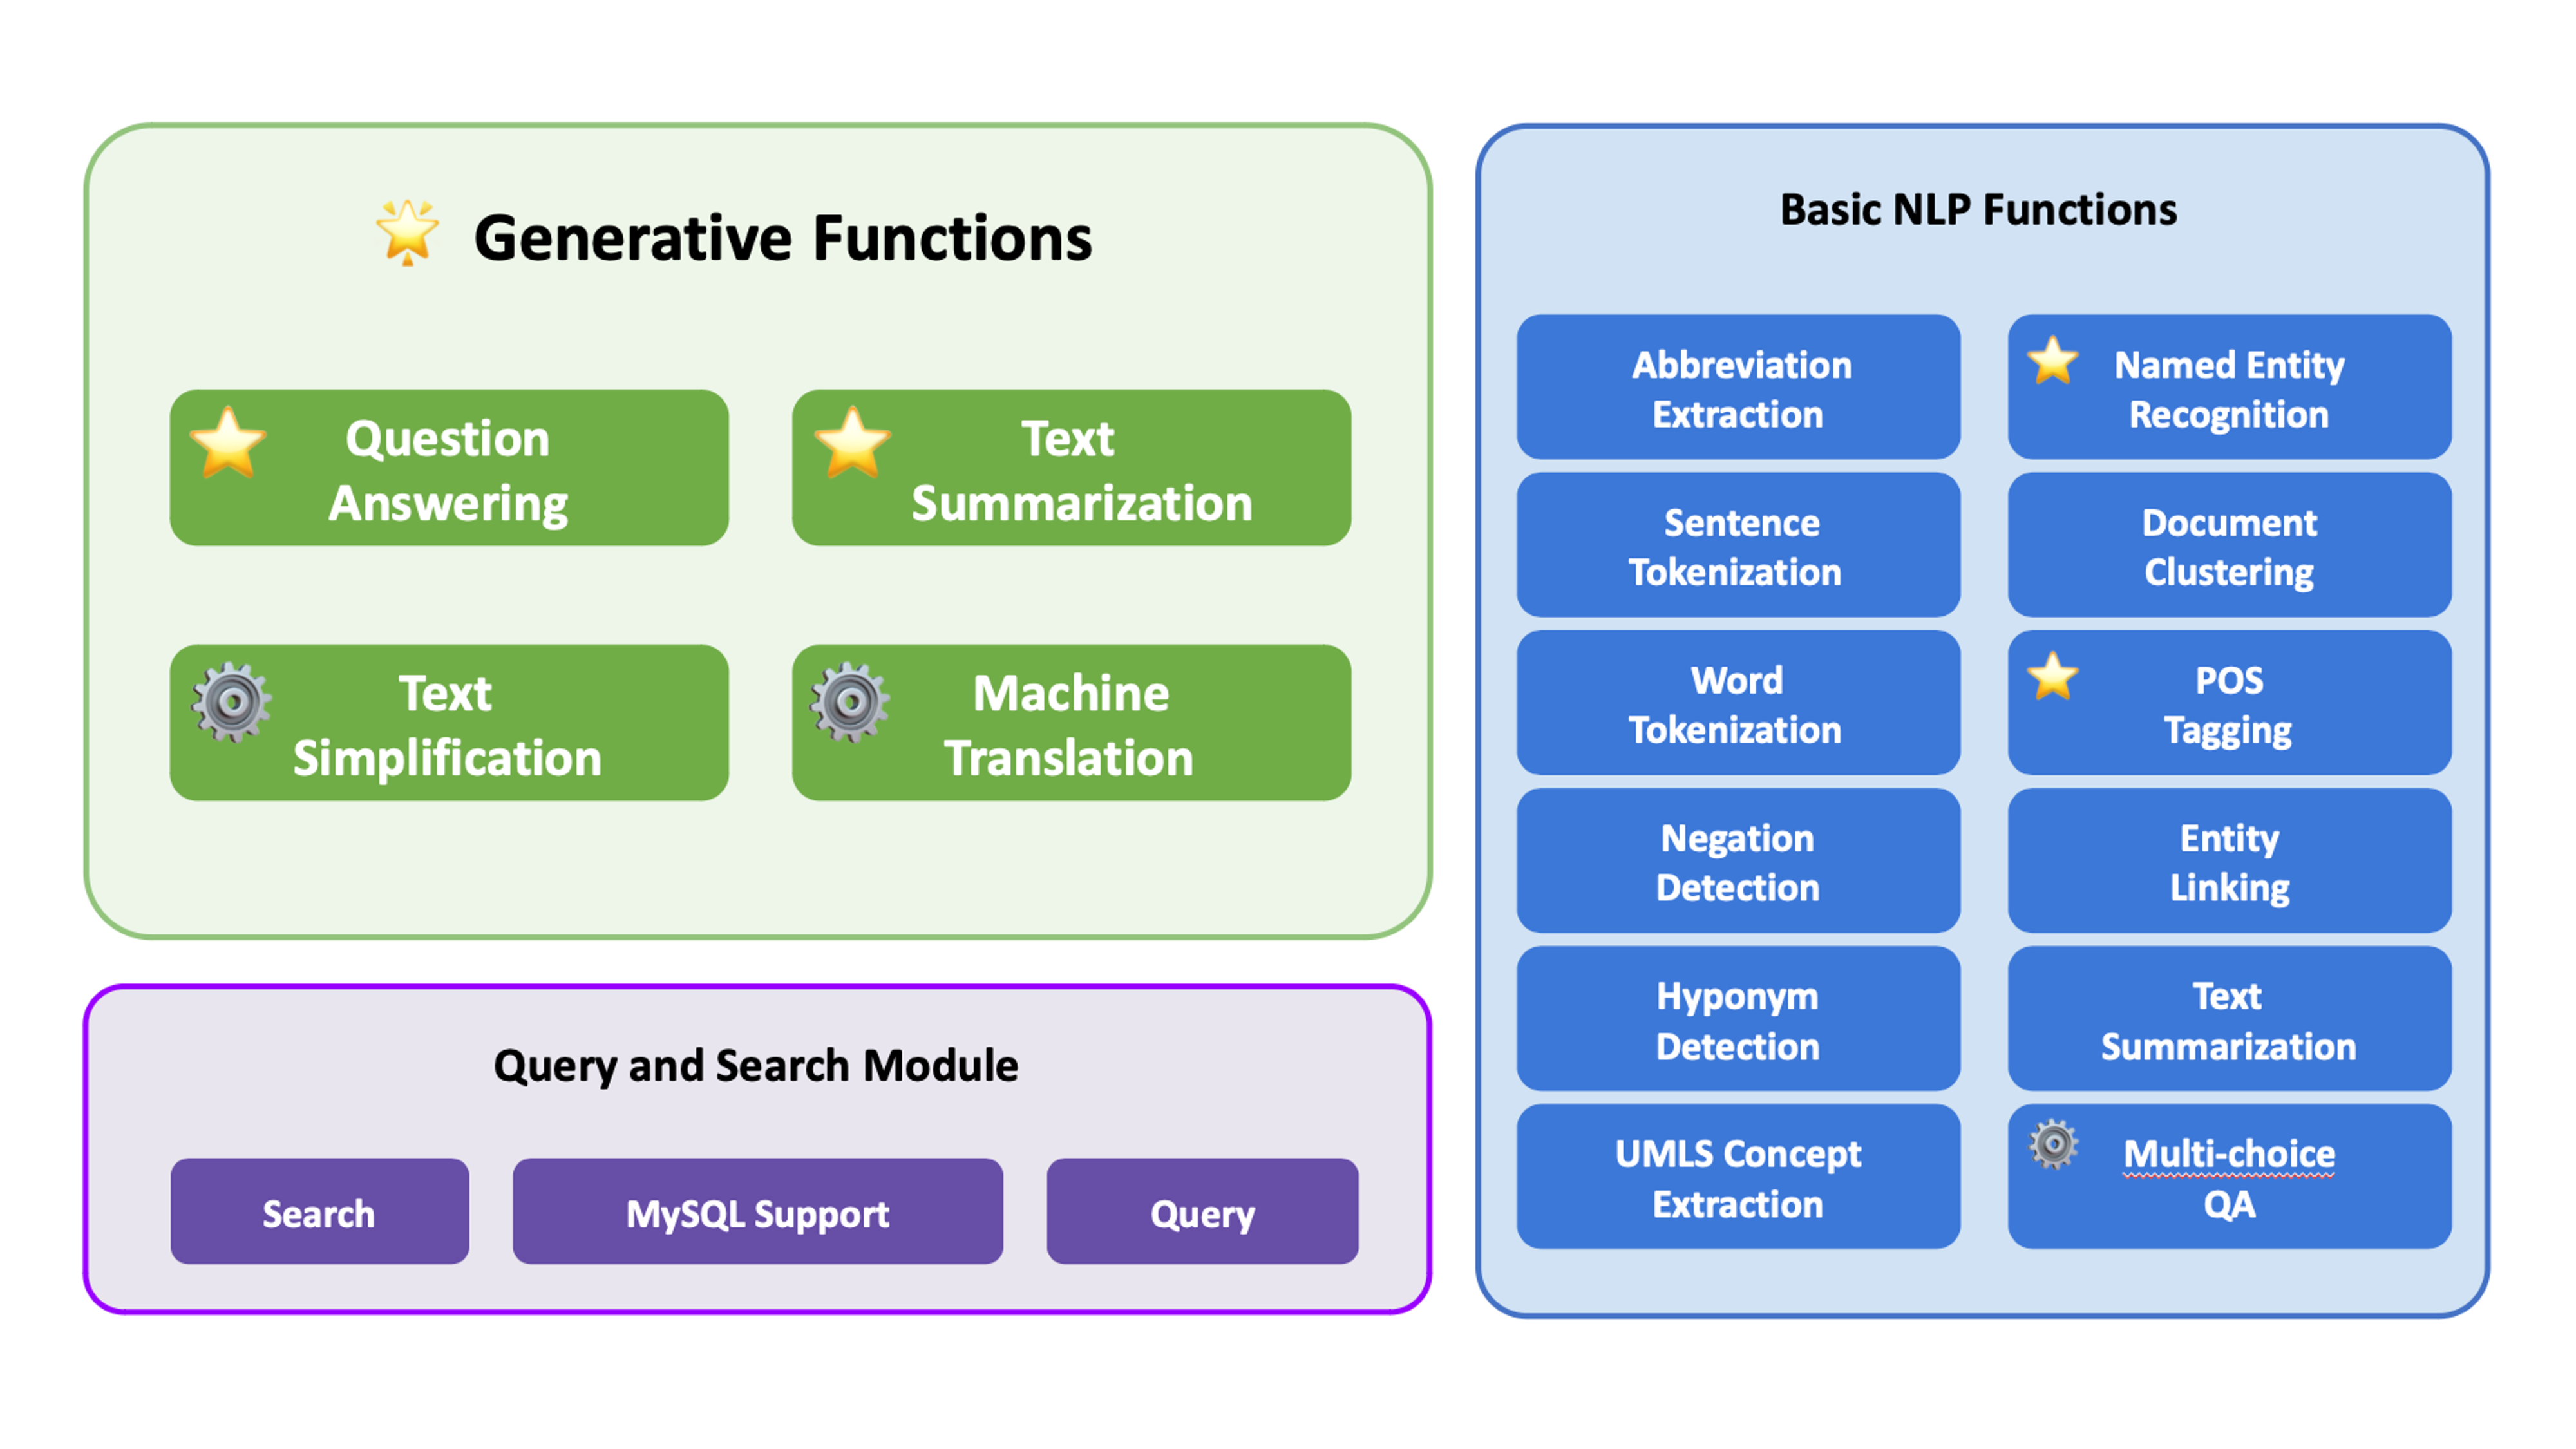 Generative Functions
Question
Answering
Text
Summarization
Text
Simplification
Machine
Translation
Query and Search Module
Search
MySQL Support
Query
Basic NLP Functions
Abbreviation
Extraction
Named Entity
Recognition
Sentence
Tokenization
Document
Clustering
Word
Tokenization
POS
Tagging
Negation
Detection
Entity
Linking
Hyponym
Detection
Text
Summarization
UMLS Concept
Extraction
Multi-choice
QA